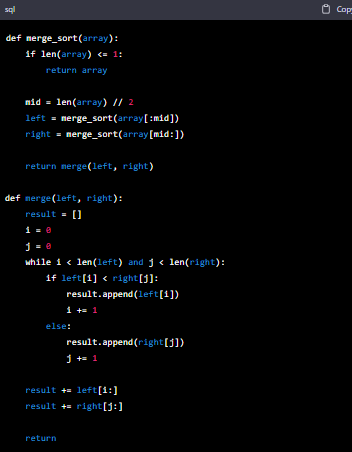 sql Copy
def merge_sort(array):
    if len(array) <= 1:
        return array

    mid = len(array) // 2
    left = merge_sort(array[:mid])
    right = merge_sort(array[mid:])

    return merge(left, right)

def merge(left, right):
    result = []
    i = 0
    j = 0
    while i < len(left) and j < len(right):
        if left[i] < right[j]:
            result.append(left[i])
            i += 1
        else:
            result.append(right[j])
            j += 1

    result += left[i:]
    result += right[j:]

    return